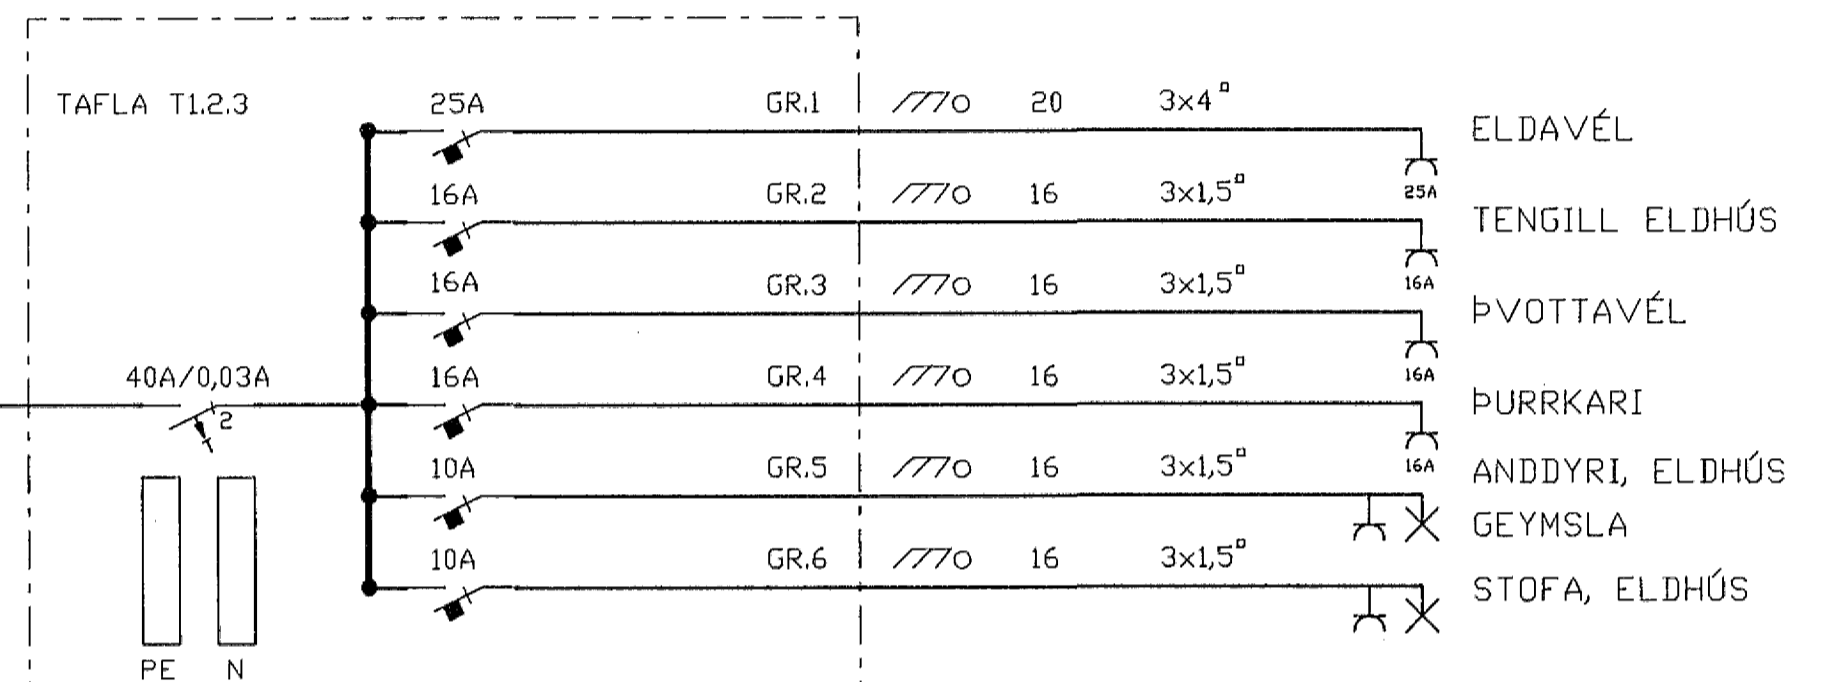 TAFLA T1.2.3 25A GR.1 20 3x4▫ ELDAVÉL
25A
16A GR.2 16 3x1,5▫ TENGILL ELDHÚS
16A
16A GR.3 16 3x1,5▫ ÞVOTTAVÉL
16A
40A/0,03A 16A GR.4 16 3x1,5▫ ÞURRKARI
2
16A
10A GR.5 16 3x1,5▫ ANDDYRI, ELDHÚS
GEYMSLA
10A GR.6 16 3x1,5▫ STOFA, ELDHÚS
PE N